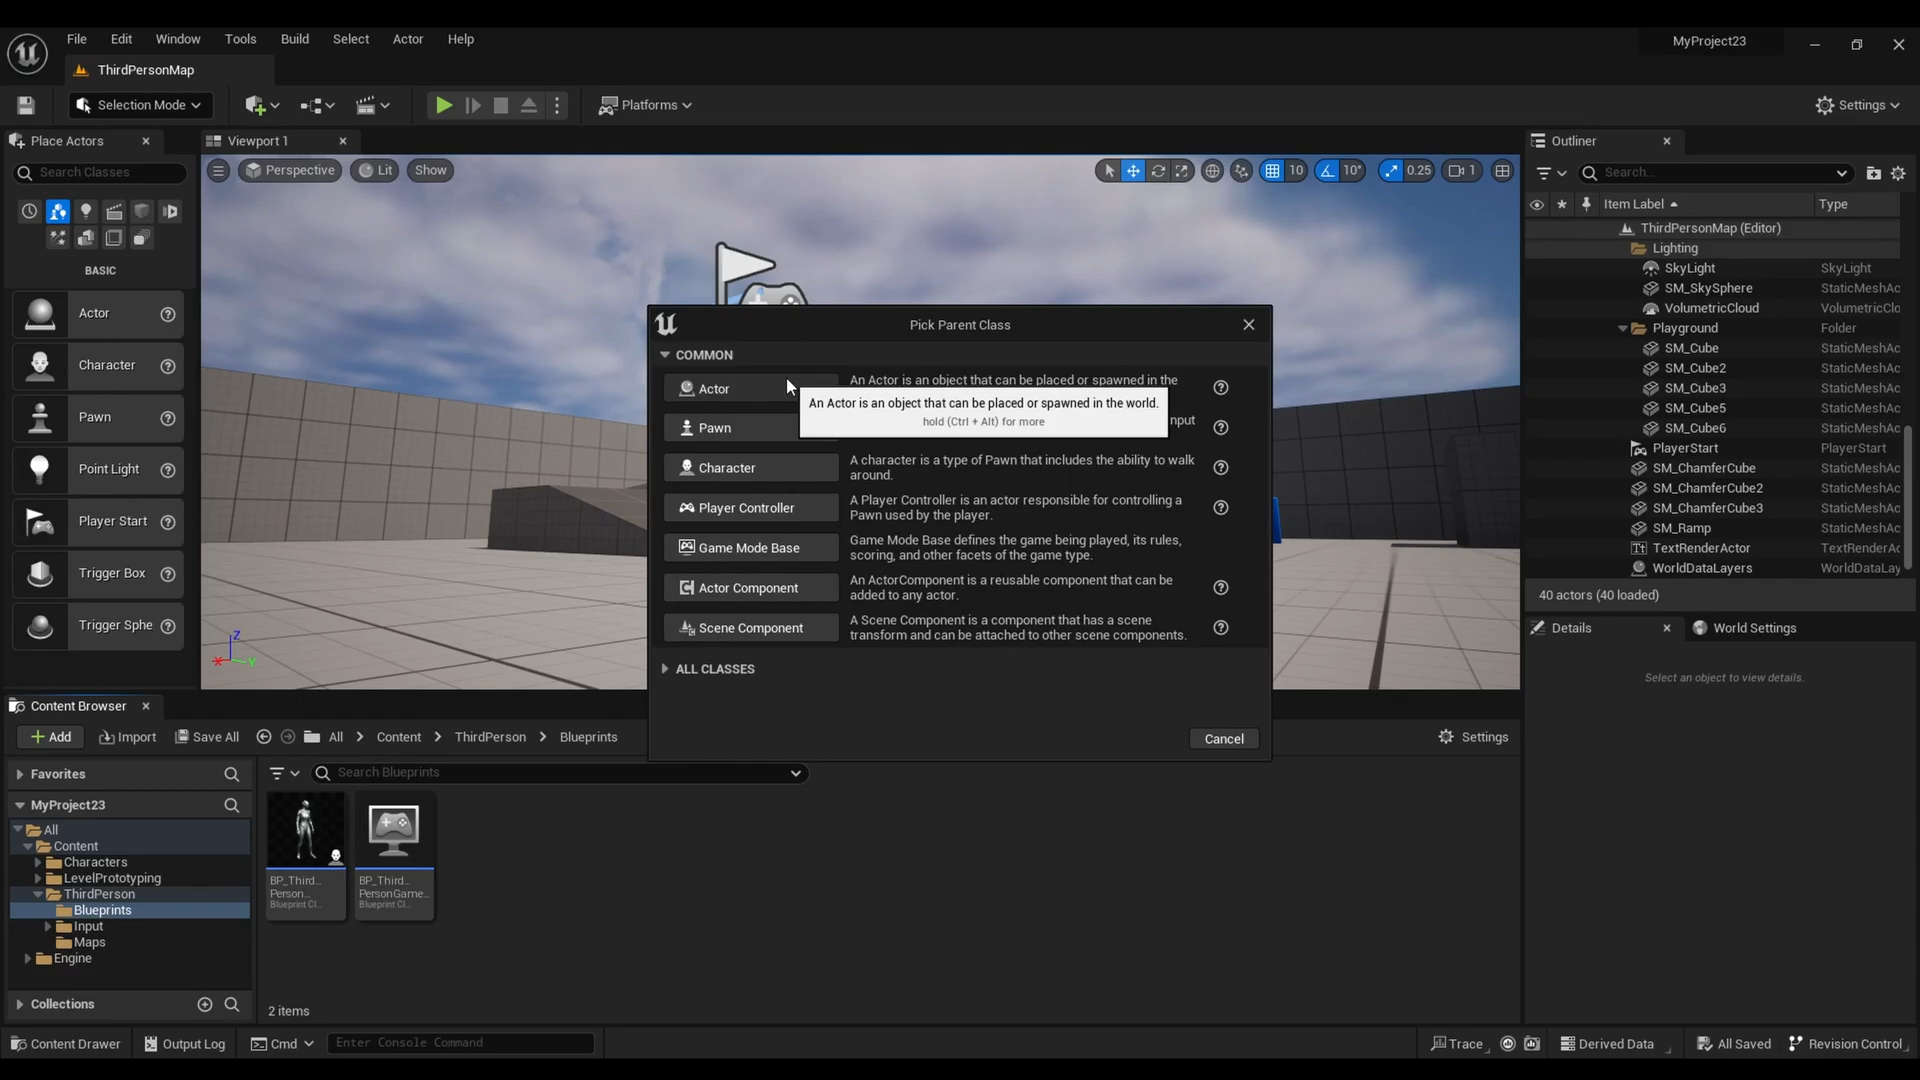 File Edit Window Tools Build Select Actor Help
MyProject23
ThirdPersonMap
Selection Mode
Platforms
Settings
Place Actors
Search Classes
BASIC
Actor
Character
Pawn
Point Light
Player Start
Trigger Box
Trigger Sphe
Viewport 1
Perspective
Lit
Show
10
10°
0.25
1
Z
X
Y
Pick Parent Class
COMMON
Actor
An Actor is an object that can be placed or spawned in the
An Actor is an object that can be placed or spawned in the world.
hold (Ctrl + Alt) for more
Pawn
nput
Character
A character is a type of Pawn that includes the ability to walk
around.
Player Controller
A Player Controller is an actor responsible for controlling a
Pawn used by the player.
Game Mode Base
Game Mode Base defines the game being played, its rules,
scoring, and other facets of the game type.
Actor Component
An ActorComponent is a reusable component that can be
added to any actor.
Scene Component
A Scene Component is a component that has a scene
transform and can be attached to other scene components.
ALL CLASSES
Cancel
Outliner
Search...
Item Label Type
ThirdPersonMap (Editor)
Lighting
SkyLight SkyLight
SM_SkySphere StaticMeshAc
VolumetricCloud VolumetricClo
Playground Folder
SM_Cube StaticMeshAc
SM_Cube2 StaticMeshAc
SM_Cube3 StaticMeshAc
SM_Cube5 StaticMeshAc
SM_Cube6 StaticMeshAc
PlayerStart PlayerStart
SM_ChamferCube StaticMeshAc
SM_ChamferCube2 StaticMeshAc
SM_ChamferCube3 StaticMeshAc
SM_Ramp StaticMeshAc
TextRenderActor TextRenderAc
WorldDataLayers WorldDataLay
40 actors (40 loaded)
Details
World Settings
Select an object to view details.
Content Browser
Add
Import
Save All
All
Content
ThirdPerson
Blueprints
Settings
Favorites
MyProject23
All
Content
Characters
LevelPrototyping
ThirdPerson
Blueprints
Input
Maps
Engine
Collections
Search Blueprints
BP_Third...
Person...
Blueprint Cl...
BP_Third...
PersonGame...
Blueprint Cl...
2 items
Content Drawer
Output Log
Cmd
Enter Console Command
Trace
Derived Data
All Saved
Revision Control